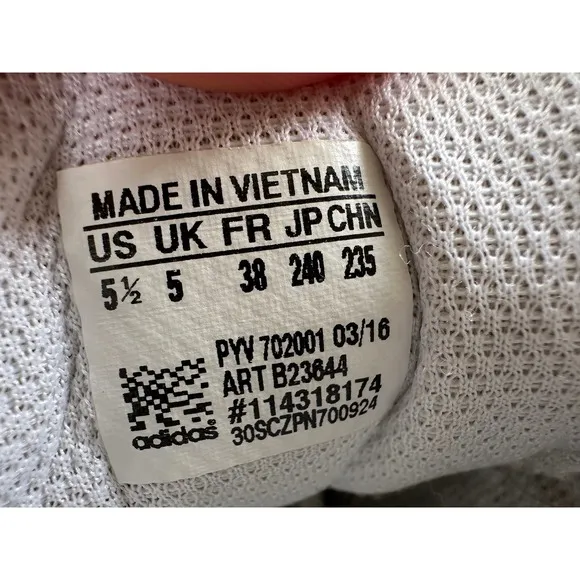 MADE IN VIETNAM
US UK FR JP CHN
5½ 5 38 240 235
PYV 702001 03/16
ART B23644
#114318174
30SCZPN700924
adidas